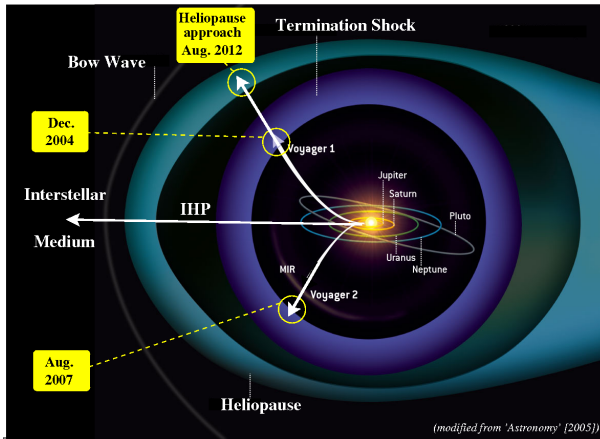 Heliopause
approach
Aug. 2012
Termination Shock
Bow Wave
Dec.
2004
Voyager 1
Jupiter
Saturn
Interstellar
IHP
Pluto
Medium
Uranus
Neptune
MIR
Voyager 2
Aug.
2007
Heliopause
(modified from 'Astronomy' [2005])